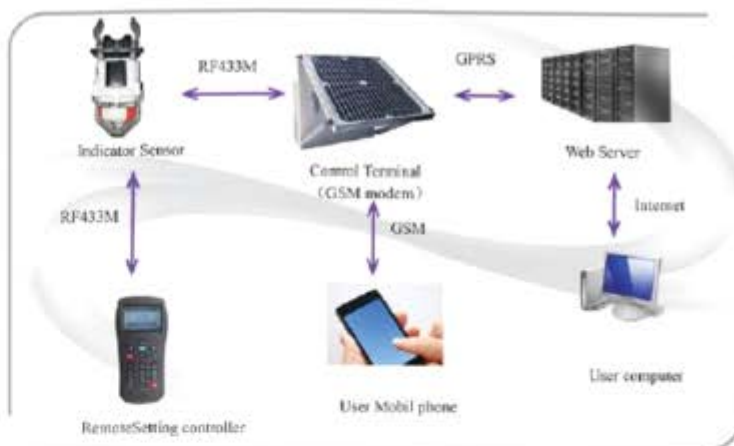 RF433M
GPRS
Indicator Sensor
Control Terminal
(GSM modem)
Web Server
RF433M
GSM
Internet
User computer
User Mobil phone
RemoteSetting controller